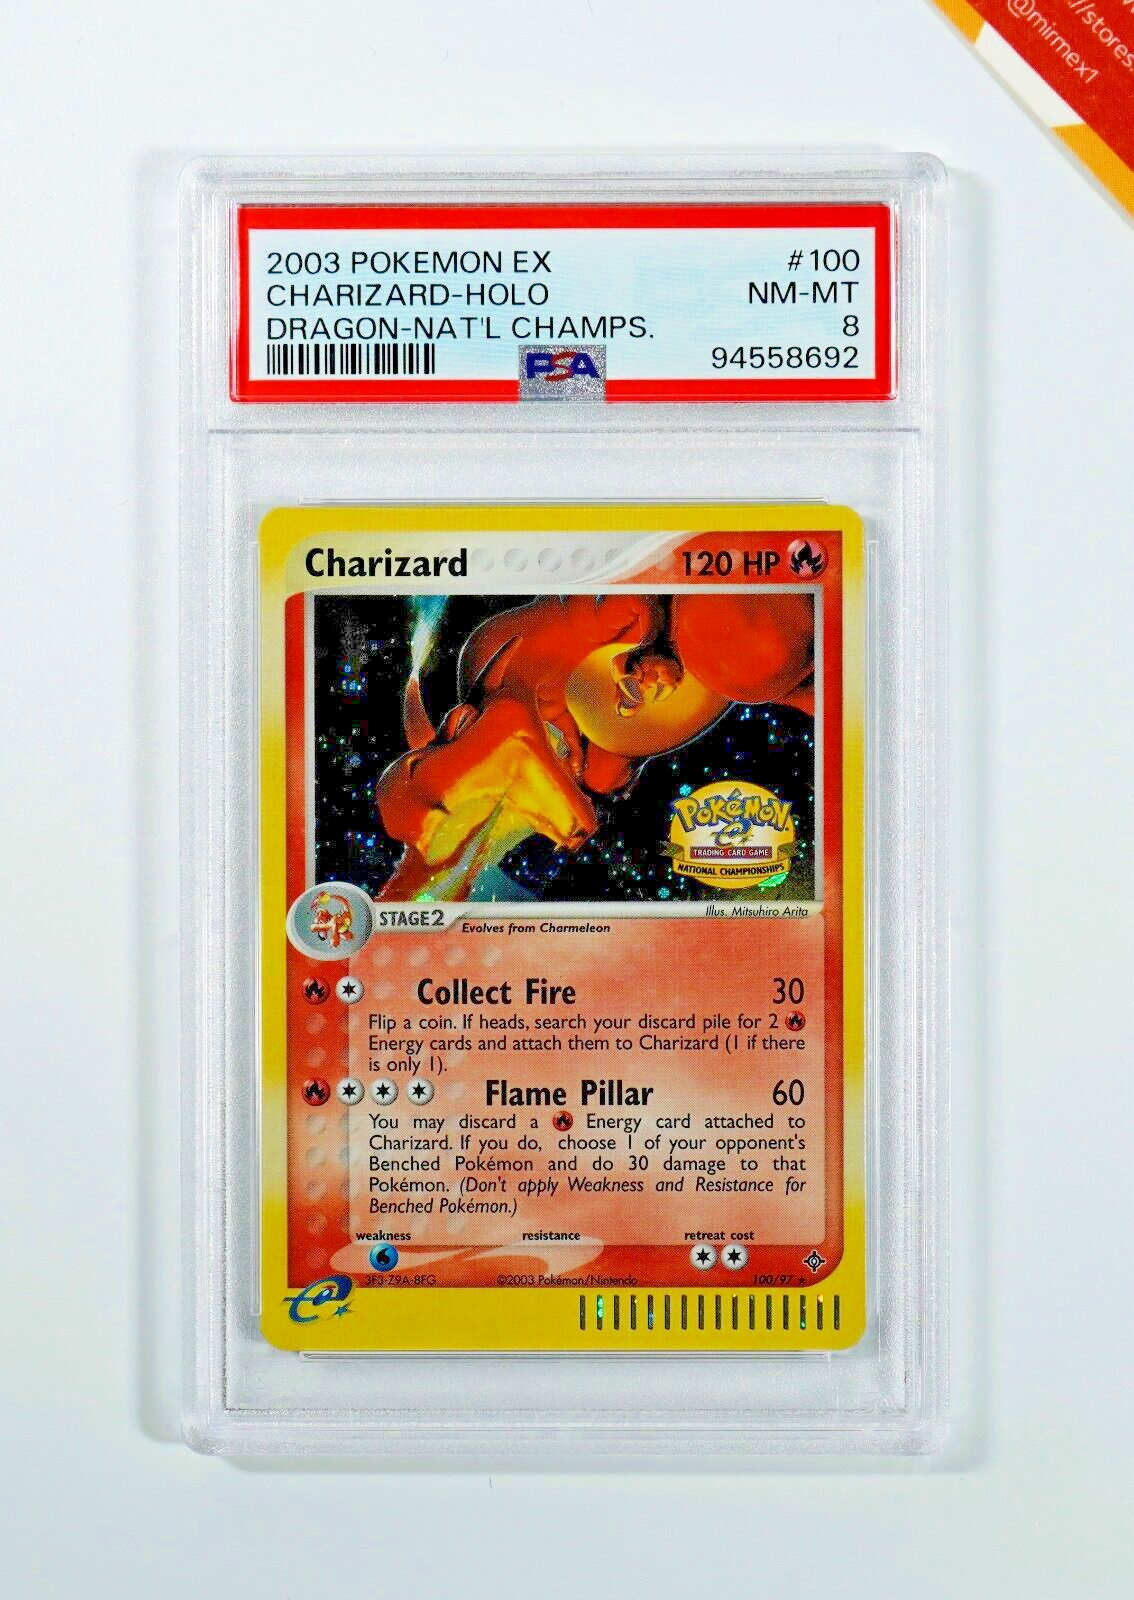 //stores.
@mirmex1
2003 POKEMON EX #100
CHARIZARD-HOLO NM-MT
DRAGON-NAT'L CHAMPS. 8
PSA 94558692
Charizard 120 HP
POKéMON
e
TRADING CARD GAME
NATIONAL CHAMPIONSHIPS
Illus. Mitsuhiro Arita
STAGE2 Evolves from Charmeleon
Collect Fire 30
Flip a coin. If heads, search your discard pile for 2
Energy cards and attach them to Charizard (1 if there
is only 1).
Flame Pillar 60
You may discard a Energy card attached to
Charizard. If you do, choose 1 of your opponent's
Benched Pokémon and do 30 damage to that
Pokémon. (Don't apply Weakness and Resistance for
Benched Pokémon.)
weakness resistance retreat cost
3F3-Z9A-8FG ©2003 Pokémon/Nintendo 100/97 ★
e